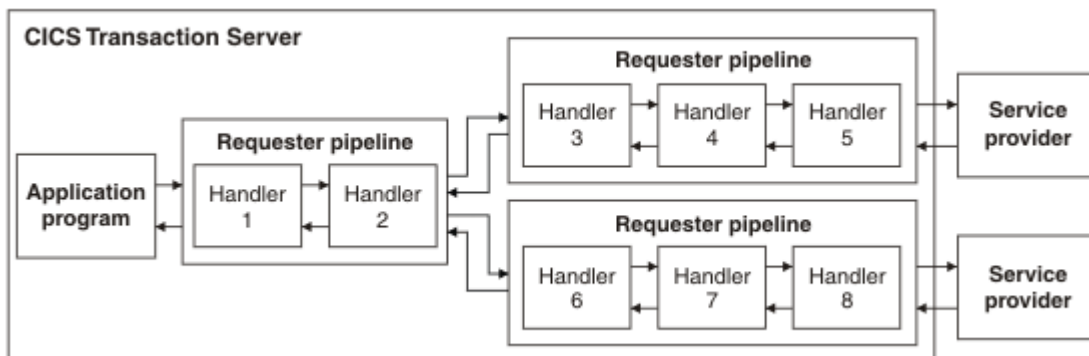 CICS Transaction Server
Requester pipeline
Handler
3
Handler
4
Handler
5
Service
provider
Requester pipeline
Application
program
Handler
1
Handler
2
Requester pipeline
Handler
6
Handler
7
Handler
8
Service
provider